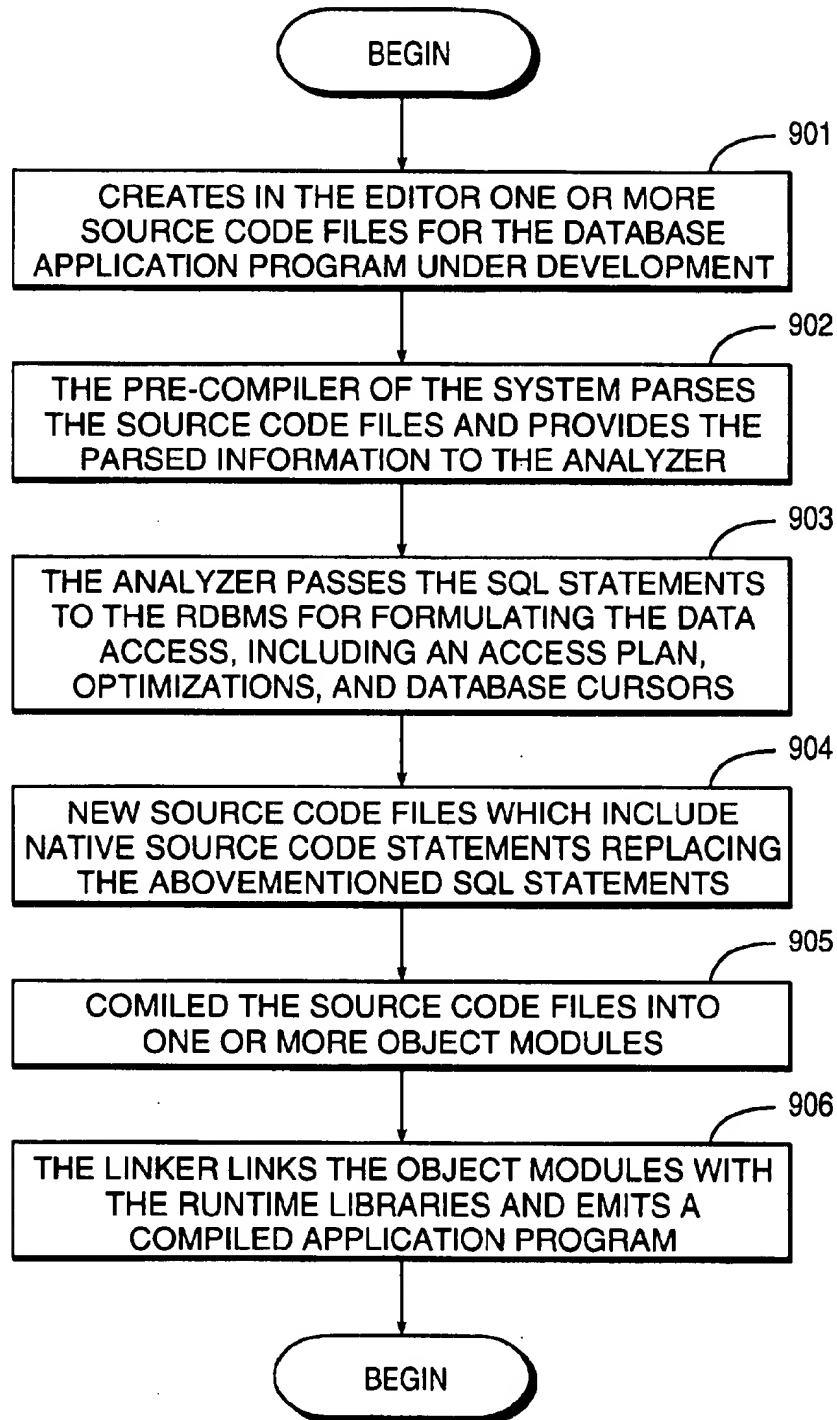 BEGIN
901
CREATES IN THE EDITOR ONE OR MORE
SOURCE CODE FILES FOR THE DATABASE
APPLICATION PROGRAM UNDER DEVELOPMENT
902
THE PRE-COMPILER OF THE SYSTEM PARSES
THE SOURCE CODE FILES AND PROVIDES THE
PARSED INFORMATION TO THE ANALYZER
903
THE ANALYZER PASSES THE SQL STATEMENTS
TO THE RDBMS FOR FORMULATING THE DATA
ACCESS, INCLUDING AN ACCESS PLAN,
OPTIMIZATIONS, AND DATABASE CURSORS
904
NEW SOURCE CODE FILES WHICH INCLUDE
NATIVE SOURCE CODE STATEMENTS REPLACING
THE ABOVEMENTIONED SQL STATEMENTS
905
COMILED THE SOURCE CODE FILES INTO
ONE OR MORE OBJECT MODULES
906
THE LINKER LINKS THE OBJECT MODULES WITH
THE RUNTIME LIBRARIES AND EMITS A
COMPILED APPLICATION PROGRAM
BEGIN